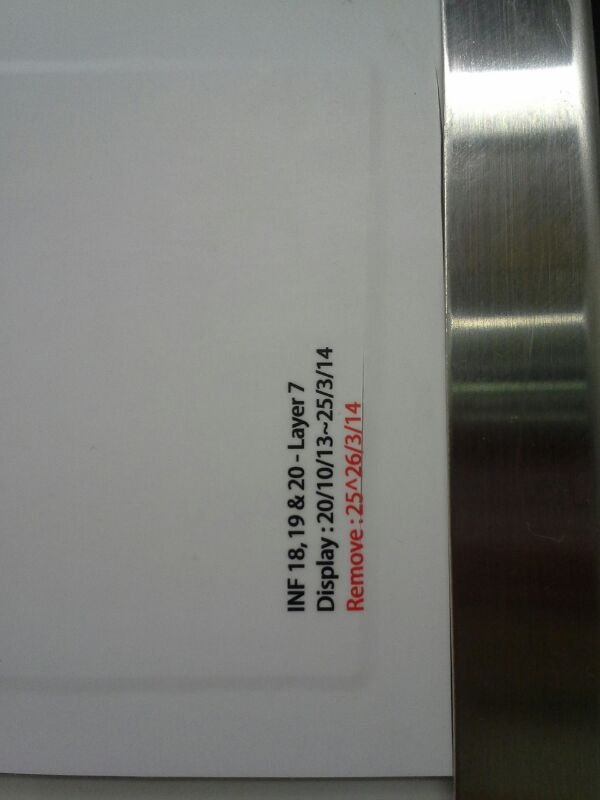 INF 18, 19 & 20 - Layer 7
Display : 20/10/13~25/3/14
Remove : 25^26/3/14